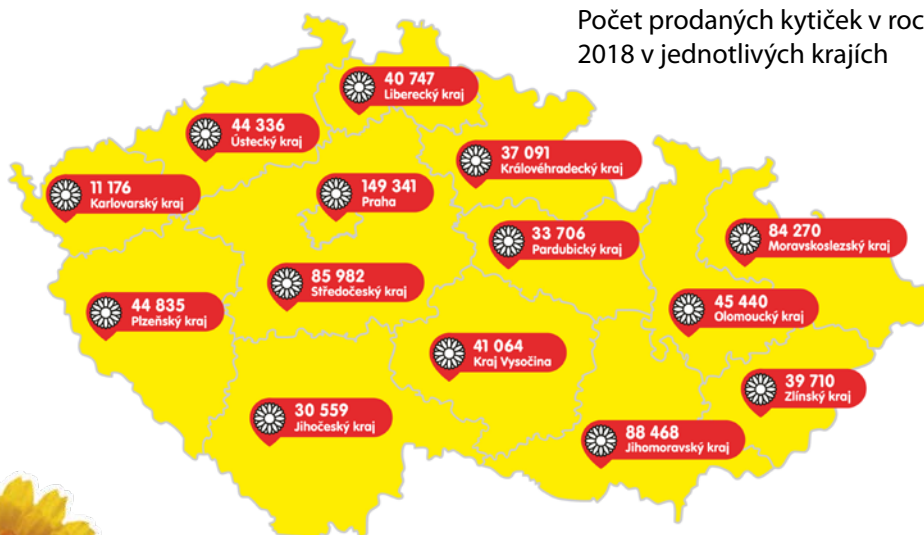 Počet prodaných kytiček v roc
2018 v jednotlivých krajích
40 747
Liberecký kraj
44 336
Ústecký kraj
37 091
Královéhradecký kraj
11 176
Karlovarský kraj
149 341
Praha
33 706
Pardubický kraj
84 270
Moravskoslezský kraj
85 982
Středočeský kraj
44 835
Plzeňský kraj
45 440
Olomoucký kraj
41 064
Kraj Vysočina
39 710
Zlínský kraj
30 559
Jihočeský kraj
88 468
Jihomoravský kraj